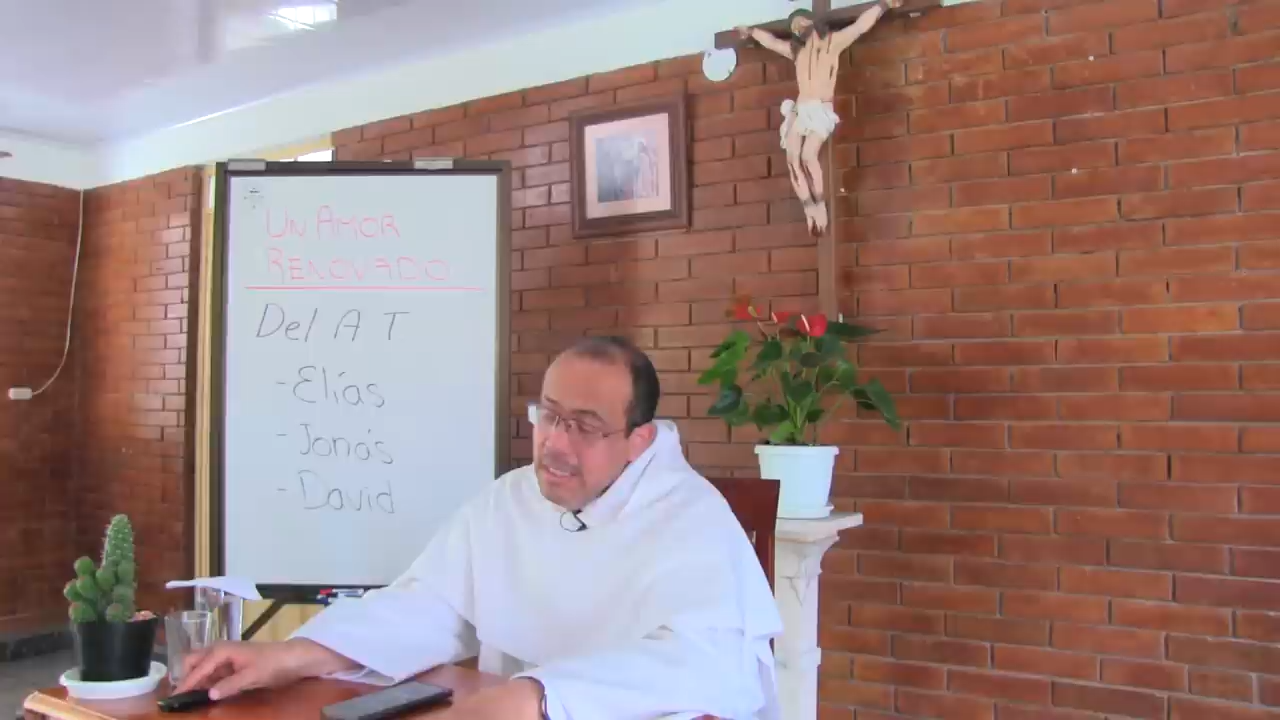 Un Amor
Renovado
Del A T
- Elías
- Jonás
- David